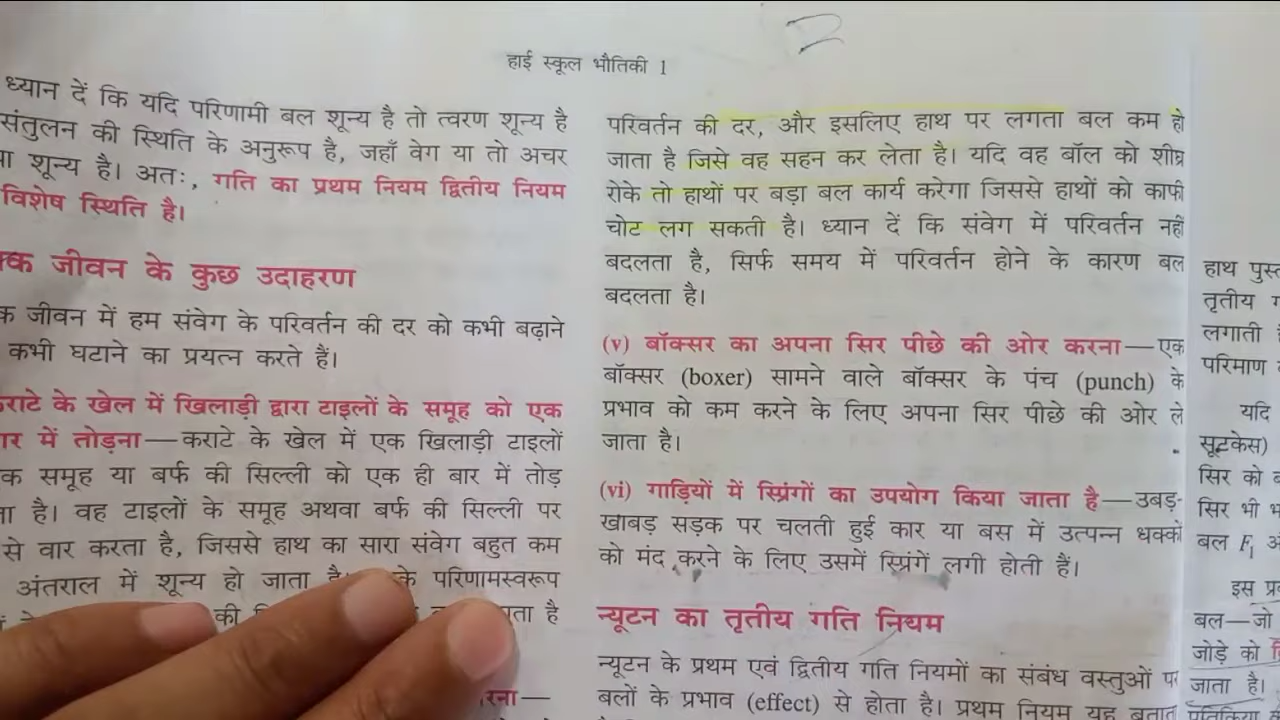 हाई स्कूल भौतिकी 1
ध्यान दें कि यदि परिणामी बल शून्य है तो त्वरण शून्य है
संतुलन की स्थिति के अनुरूप है, जहाँ वेग या तो अचर
शून्य है। अतः, गति का प्रथम नियम द्वितीय नियम
विशेष स्थिति है।
जीवन के कुछ उदाहरण
जीवन में हम संवेग के परिवर्तन की दर को कभी बढ़ाने
कभी घटाने का प्रयत्न करते हैं।
के खेल में खिलाड़ी द्वारा टाइलों के समूह को एक
में तोड़ना—कराटे के खेल में एक खिलाड़ी टाइलों
समूह या बर्फ की सिल्ली को एक ही बार में तोड़
है। वह टाइलों के समूह अथवा बर्फ की सिल्ली पर
से वार करता है, जिससे हाथ का सारा संवेग बहुत कम
अंतराल में शून्य हो जाता है। के परिणामस्वरूप
की है
परिवर्तन की दर, और इसलिए हाथ पर लगता बल कम हो
जाता है जिसे वह सहन कर लेता है। यदि वह बॉल को शीघ्र
रोके तो हाथों पर बड़ा बल कार्य करेगा जिससे हाथों को काफी
चोट लग सकती है। ध्यान दें कि संवेग में परिवर्तन नहीं
बदलता है, सिर्फ समय में परिवर्तन होने के कारण बल
बदलता है।
(v) बॉक्सर का अपना सिर पीछे की ओर करना—एक
बॉक्सर (boxer) सामने वाले बॉक्सर के पंच (punch) के
प्रभाव को कम करने के लिए अपना सिर पीछे की ओर ले
जाता है।
(vi) गाड़ियों में स्प्रिंगों का उपयोग किया जाता है—उबड़-
खाबड़ सड़क पर चलती हुई कार या बस में उत्पन्न धक्कों
को मंद करने के लिए उसमें स्प्रिंगें लगी होती हैं।
न्यूटन का तृतीय गति नियम
न्यूटन के प्रथम एवं द्वितीय गति नियमों का संबंध वस्तुओं पर
बलों के प्रभाव (effect) से होता है। प्रथम नियम यह
हाथ
तृतीय
लगाती
परिमाण
यदि
सूटकेस)
सिर को
सिर भी
बल F₁
इस
बल—जो
जोड़े को
जाता है।